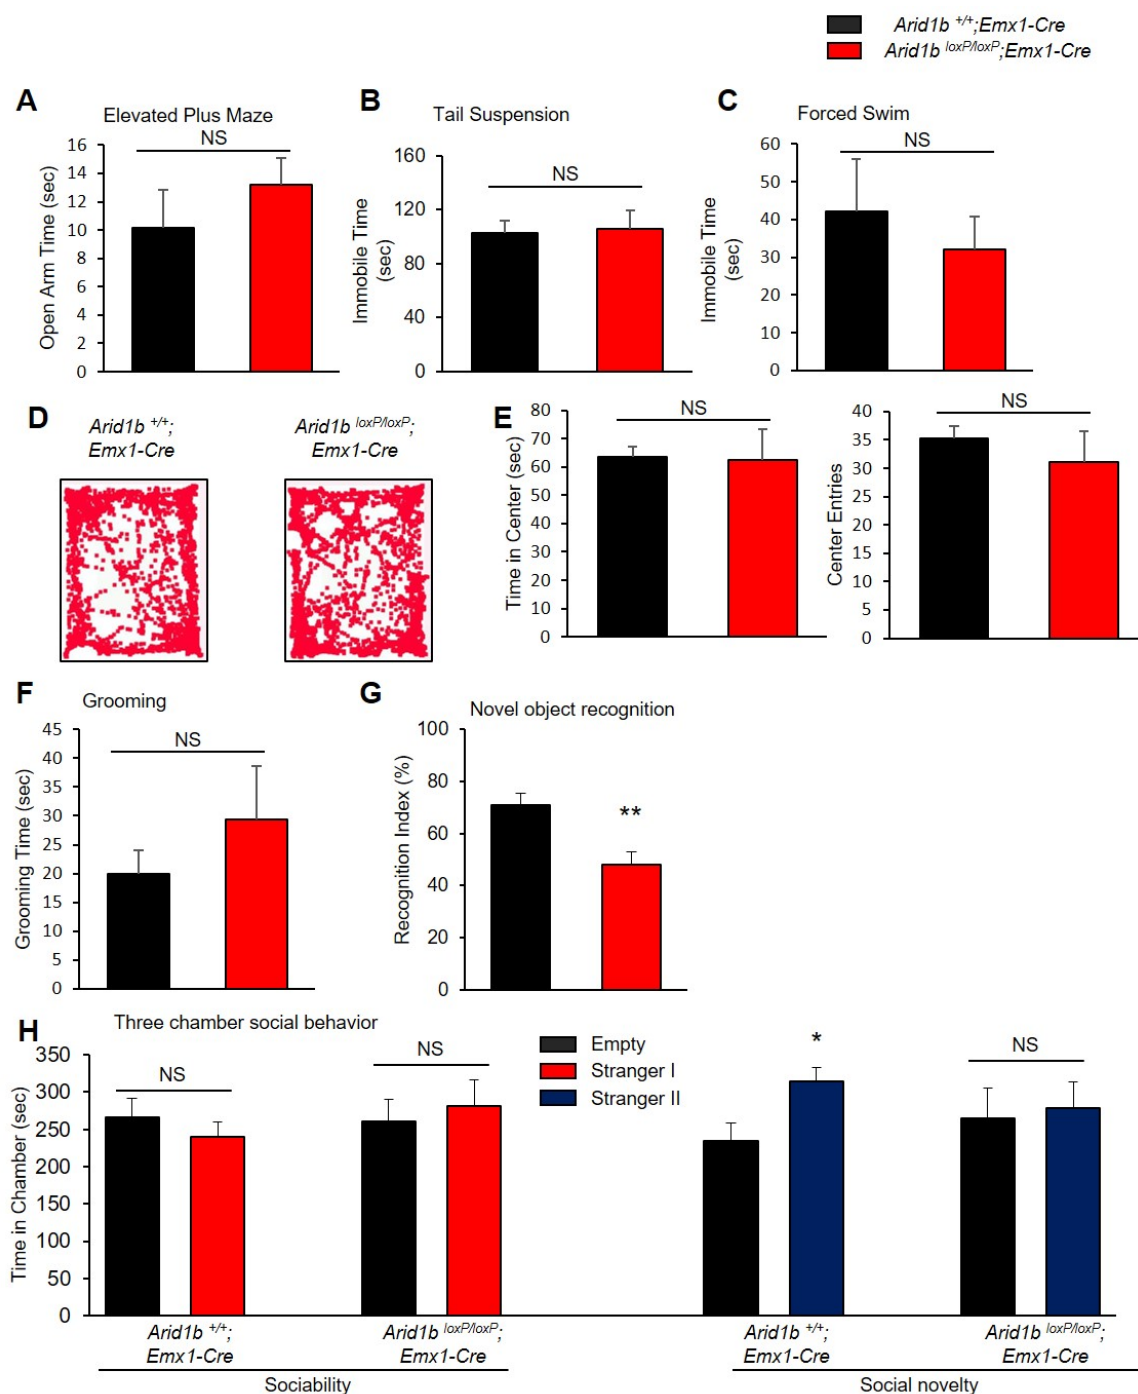 Arid1b +/+;Emx1-Cre
Arid1b loxP/loxP;Emx1-Cre
A
Elevated Plus Maze
NS
Open Arm Time (sec)
16
14
12
10
8
6
4
2
0
B
Tail Suspension
NS
Immobile Time
(sec)
160
120
80
40
0
C
Forced Swim
NS
Immobile Time
(sec)
60
50
40
30
20
10
0
D
Arid1b +/+;
Emx1-Cre
Arid1b loxP/loxP;
Emx1-Cre
E
NS
Time in Center (sec)
80
70
60
50
40
30
20
10
0
NS
Center Entries
35
30
25
20
15
10
5
0
F
Grooming
NS
Grooming Time (sec)
45
40
35
30
25
20
15
10
5
0
G
Novel object recognition
**
Recognition Index (%)
100
80
60
40
20
0
H
Three chamber social behavior
Time in Chamber (sec)
350
300
250
200
150
100
50
0
NS
NS
Empty
Stranger I
Stranger II
*
NS
Arid1b +/+;
Emx1-Cre
Arid1b loxP/loxP;
Emx1-Cre
Arid1b +/+;
Emx1-Cre
Arid1b loxP/loxP;
Emx1-Cre
Sociability
Social novelty